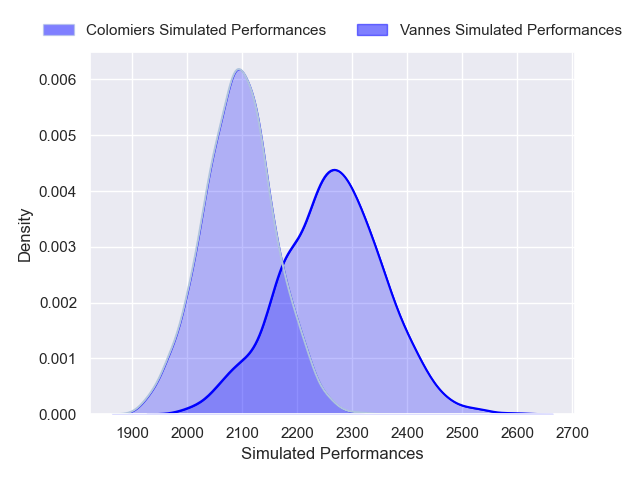 Colomiers Simulated Performances
Vannes Simulated Performances
0.006
0.005
0.004
0.003
0.002
0.001
0.000
Density
1900 2000 2100 2200 2300 2400 2500 2600 2700
Simulated Performances